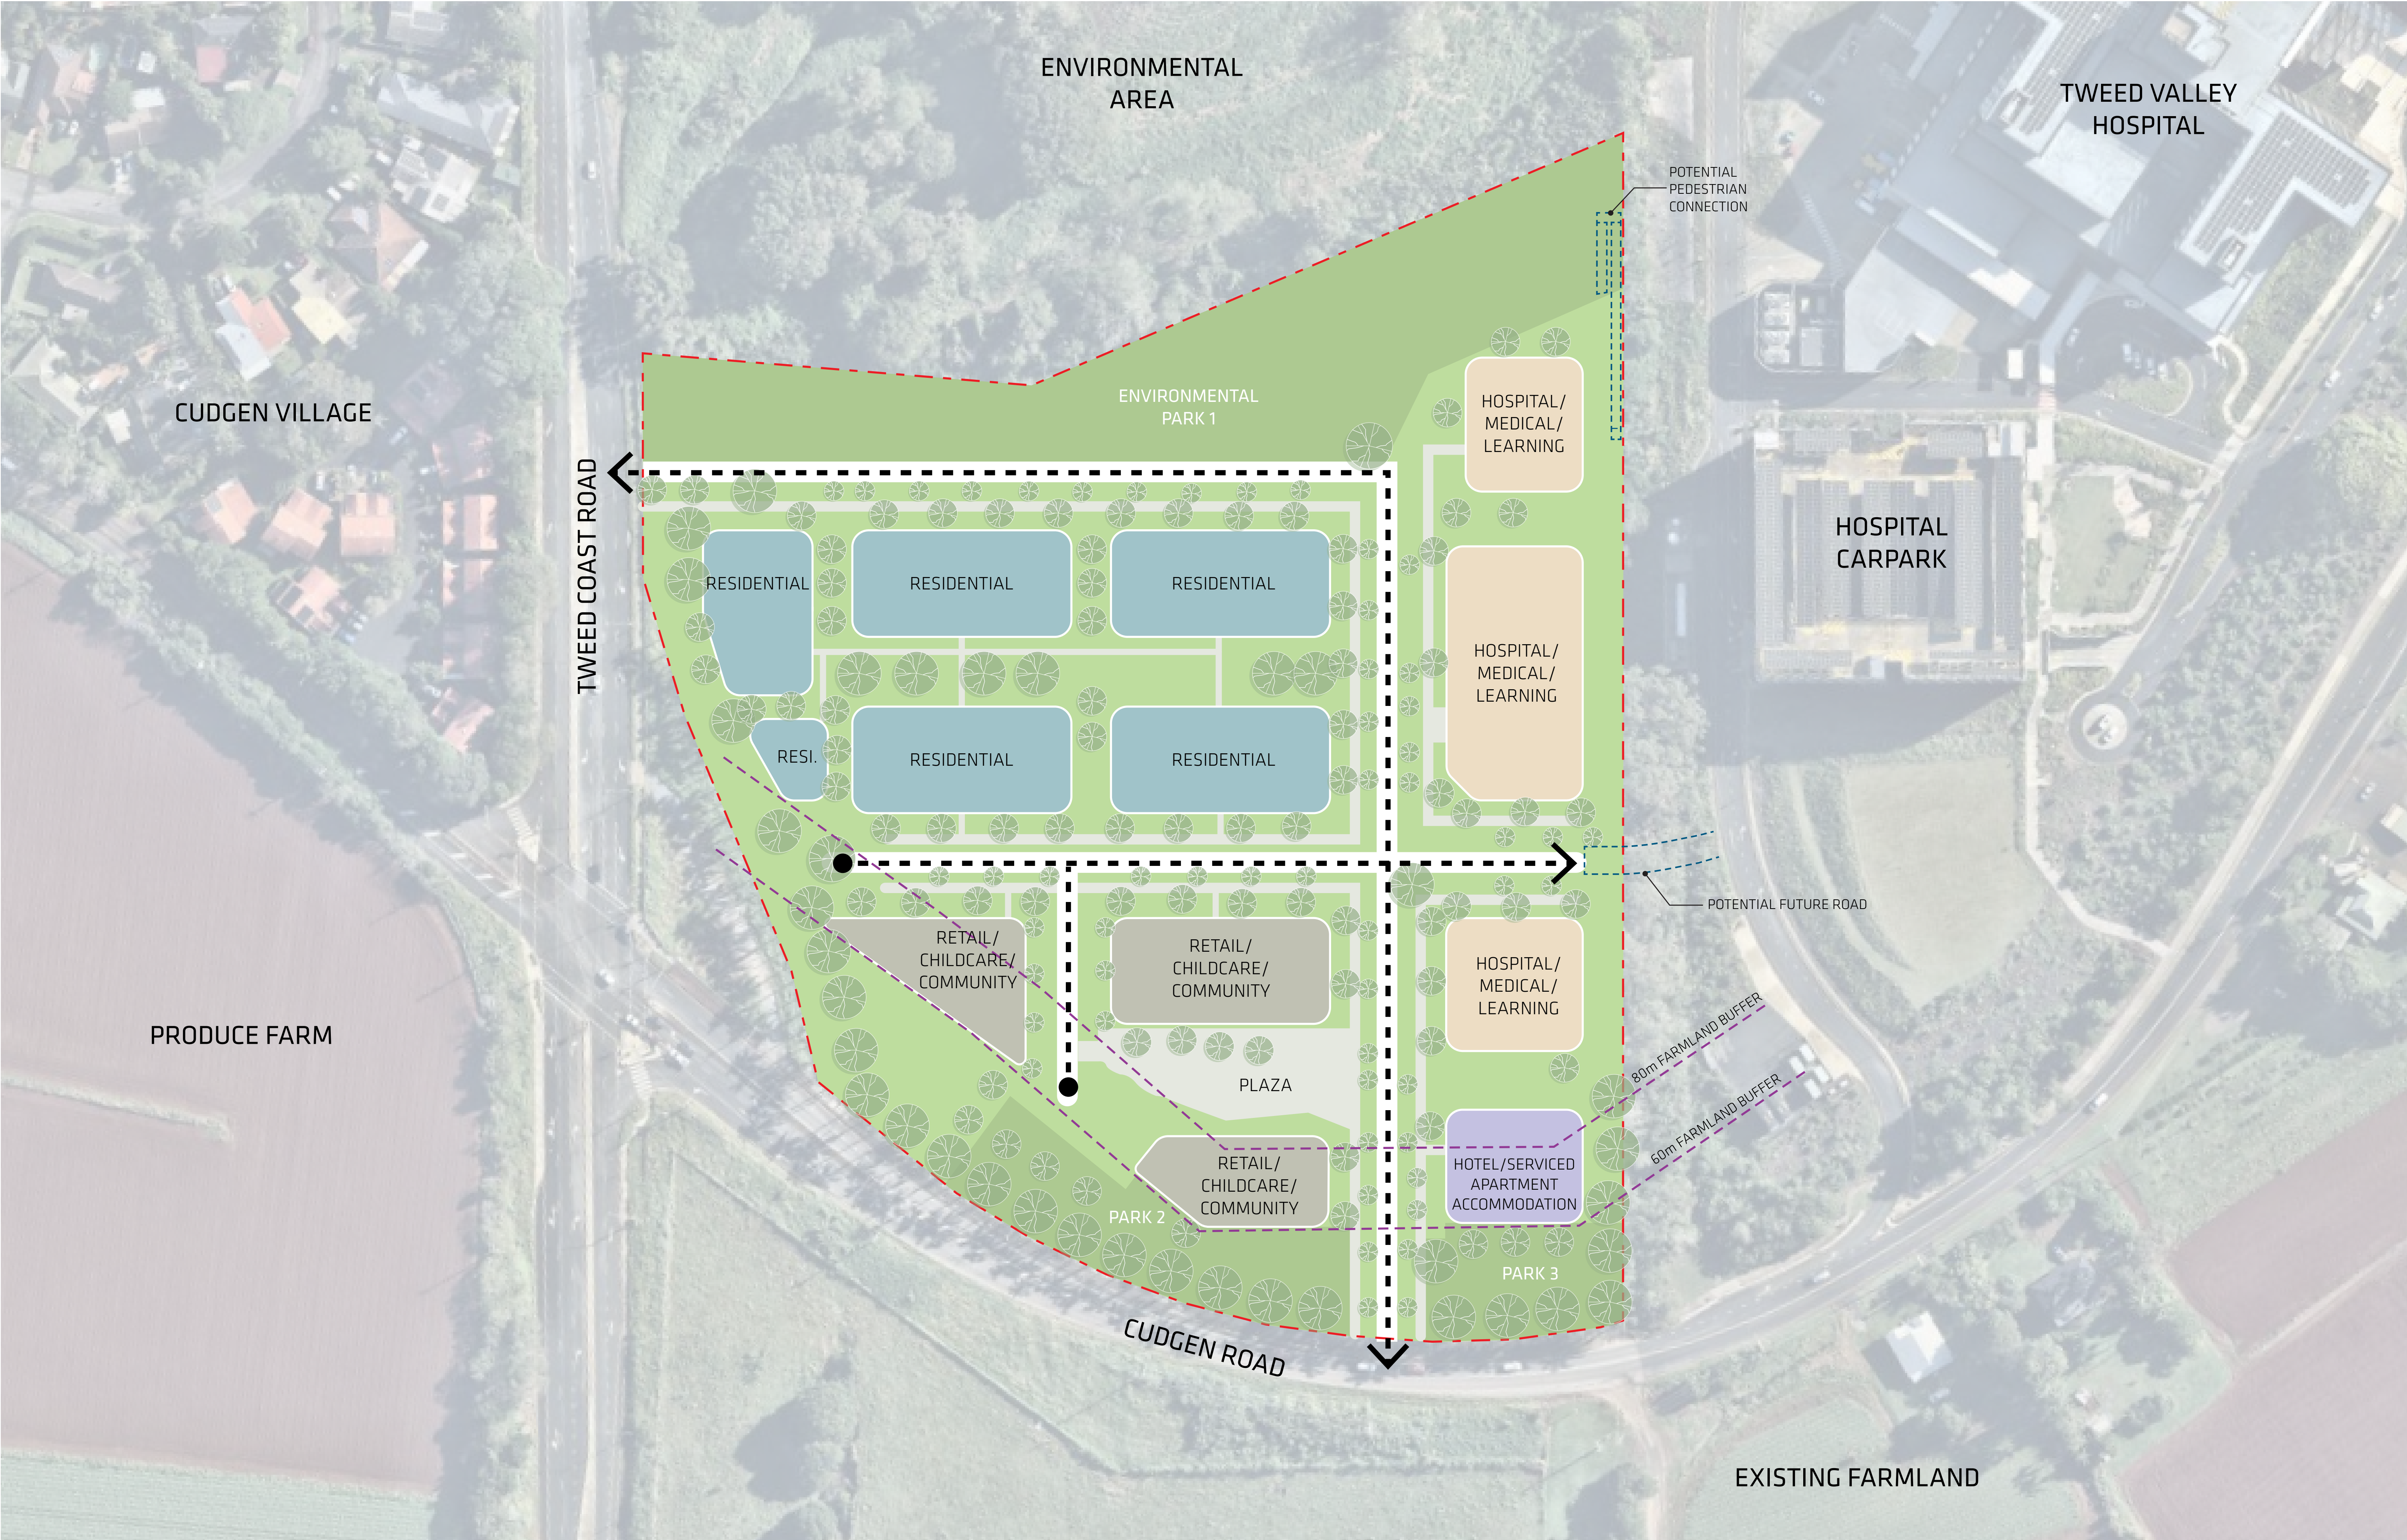 ENVIRONMENTAL
AREA
TWEED VALLEY
HOSPITAL
POTENTIAL
PEDESTRIAN
CONNECTION
CUDGEN VILLAGE
ENVIRONMENTAL
PARK 1
HOSPITAL/
MEDICAL/
LEARNING
TWEED COAST ROAD
HOSPITAL
CARPARK
RESIDENTIAL
RESIDENTIAL
RESIDENTIAL
HOSPITAL/
MEDICAL/
LEARNING
RESI.
RESIDENTIAL
RESIDENTIAL
POTENTIAL FUTURE ROAD
RETAIL/
CHILDCARE/
COMMUNITY
RETAIL/
CHILDCARE/
COMMUNITY
HOSPITAL/
MEDICAL/
LEARNING
PRODUCE FARM
80m FARMLAND BUFFER
PLAZA
60m FARMLAND BUFFER
RETAIL/
CHILDCARE/
COMMUNITY
HOTEL/SERVICED
APARTMENT
ACCOMMODATION
PARK 2
PARK 3
CUDGEN ROAD
EXISTING FARMLAND